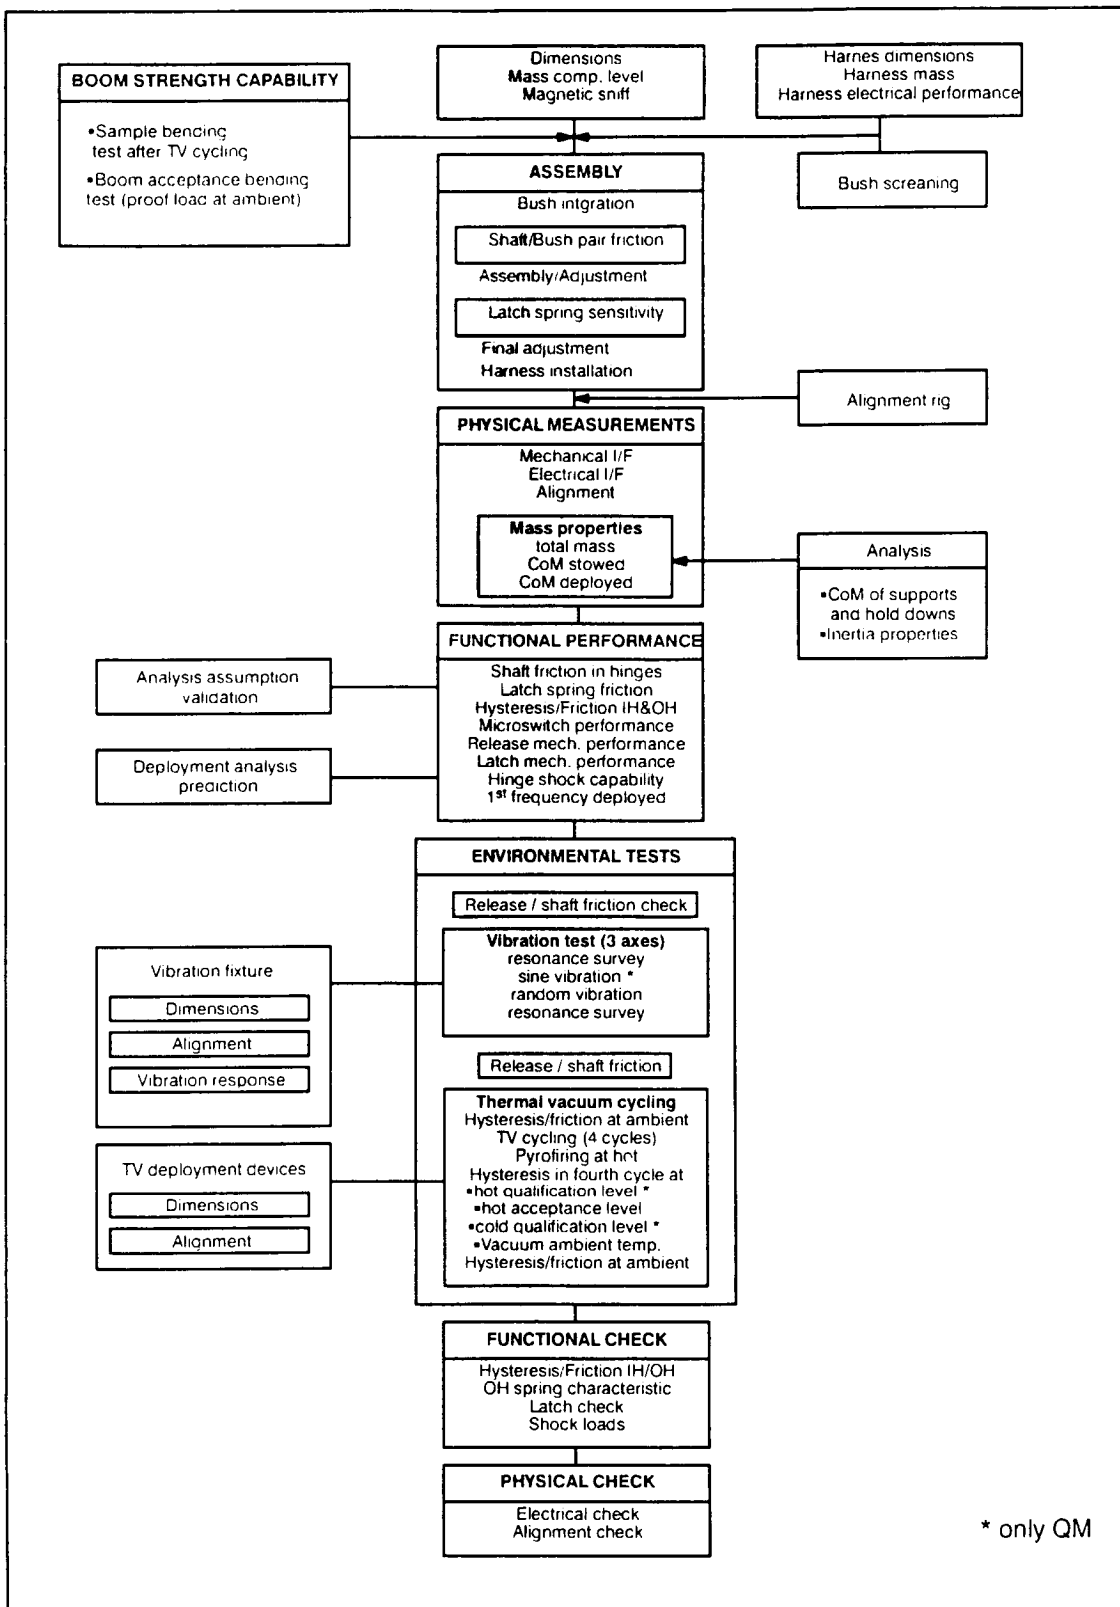 BOOM STRENGTH CAPABILITY
•Sample bending
test after TV cycling
•Boom acceptance bending
test (proof load at ambient)
Dimensions
Mass comp. level
Magnetic sniff
Harnes dimensions
Harness mass
Harness electrical performance
Bush screaning
ASSEMBLY
Bush intgration
Shaft/Bush pair friction
Assembly/Adjustment
Latch spring sensitivity
Final adjustment
Harness installation
Alignment rig
PHYSICAL MEASUREMENTS
Mechanical I/F
Electrical I/F
Alignment
Mass properties
total mass
CoM stowed
CoM deployed
Analysis
•CoM of supports
and hold downs
•Inertia properties
FUNCTIONAL PERFORMANCE
Shaft friction in hinges
Latch spring friction
Hysteresis/Friction IH&OH
Microswitch performance
Release mech. performance
Latch mech. performance
Hinge shock capability
1st frequency deployed
Analysis assumption
validation
Deployment analysis
prediction
ENVIRONMENTAL TESTS
Release / shaft friction check
Vibration test (3 axes)
resonance survey
sine vibration *
random vibration
resonance survey
Vibration fixture
Dimensions
Alignment
Vibration response
Release / shaft friction
Thermal vacuum cycling
Hysteresis/friction at ambient
TV cycling (4 cycles)
Pyrofiring at hot
Hysteresis in fourth cycle at
•hot qualification level *
•hot acceptance level
•cold qualification level *
•Vacuum ambient temp.
Hysteresis/friction at ambient
TV deployment devices
Dimensions
Alignment
FUNCTIONAL CHECK
Hysteresis/Friction IH/OH
OH spring characteristic
Latch check
Shock loads
PHYSICAL CHECK
Electrical check
Alignment check
* only QM